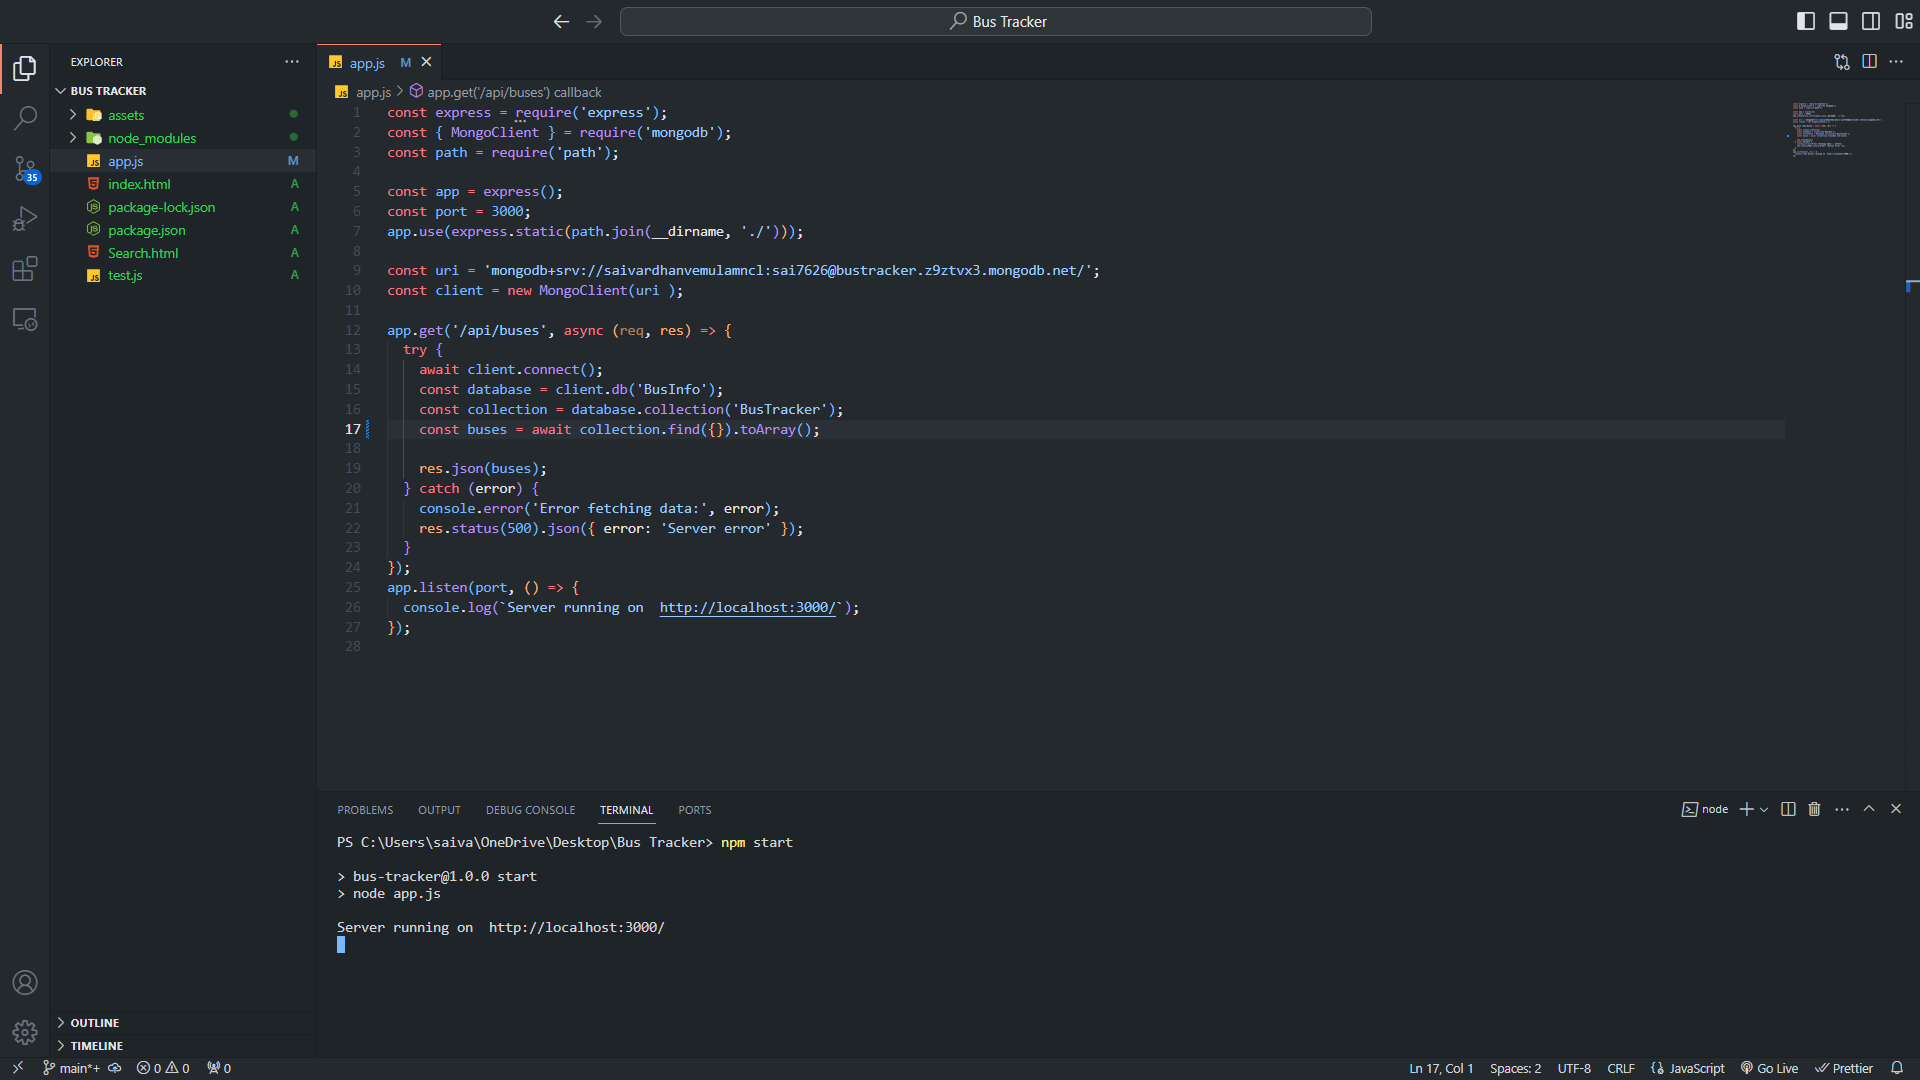 Bus Tracker
EXPLORER
BUS TRACKER
assets
node_modules
app.js M
index.html A
package-lock.json A
package.json A
Search.html A
test.js A
35
OUTLINE
TIMELINE
app.js M
app.js > app.get('/api/buses') callback
1 const express = require('express');
2 const { MongoClient } = require('mongodb');
3 const path = require('path');
4
5 const app = express();
6 const port = 3000;
7 app.use(express.static(path.join(__dirname, './')));
8
9 const uri = 'mongodb+srv://saivardhanvemulamncl:sai7626@bustracker.z9ztvx3.mongodb.net/';
10 const client = new MongoClient(uri );
11
12 app.get('/api/buses', async (req, res) => {
13 try {
14 await client.connect();
15 const database = client.db('BusInfo');
16 const collection = database.collection('BusTracker');
17 const buses = await collection.find({}).toArray();
18
19 res.json(buses);
20 } catch (error) {
21 console.error('Error fetching data:', error);
22 res.status(500).json({ error: 'Server error' });
23 }
24 });
25 app.listen(port, () => {
26 console.log(`Server running on  http://localhost:3000/`);
27 });
28
PROBLEMS OUTPUT DEBUG CONSOLE TERMINAL PORTS
node
PS C:\Users\saiva\OneDrive\Desktop\Bus Tracker> npm start
> bus-tracker@1.0.0 start
> node app.js
Server running on  http://localhost:3000/
main*+ 0 0 0
Ln 17, Col 1 Spaces: 2 UTF-8 CRLF JavaScript Go Live Prettier